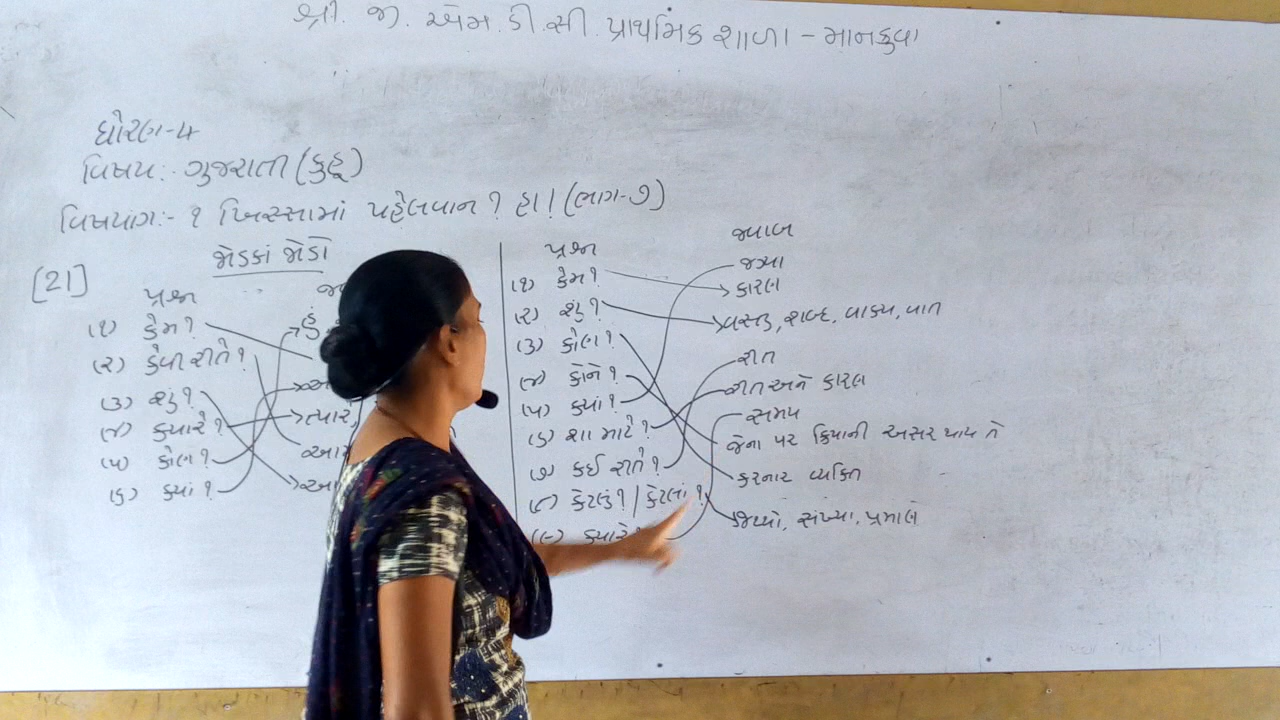 શ્રી. જી. એમ. ડી. સી. પ્રાથમિક શાળા - માનકુવા
ધોરણ-૪
વિષય:- ગુજરાતી (કુહૂ)
વિષયાંગ:- ૧ ખિસ્સામાં પહેલવાન ? હા! (ભાગ-૭)
[21]
જોડકાં જોડો
પ્રશ્ન
(૧) કેમ?
(૨) કેવી રીતે?
(૩) શું?
(૪) ક્યારે?
ત્યારે
(૫) કોણ?
(૬) ક્યાં?
પ્રશ્ન જવાબ
(૧) કેમ? જગ્યા
કારણ
(૨) શું? વસ્તુ, શબ્દ, વાક્ય, વાત
(૩) કોણ? રીત
(૪) કોને? રીત અને કારણ
(૫) ક્યાં? સમય
(૬) શા માટે? જેના પર ક્રિયાની અસર થાય તે
(૭) કઈ રીતે? કરનાર વ્યક્તિ
(૮) કેટલું? / કેટલાં? જથ્થો, સંખ્યા, પ્રમાણ
(૯) ક્યારે?